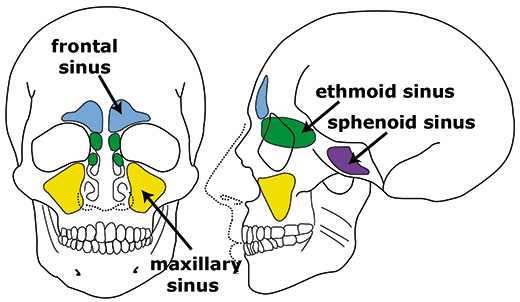 frontal
sinus
ethmoid sinus
sphenoid sinus
maxillary
sinus